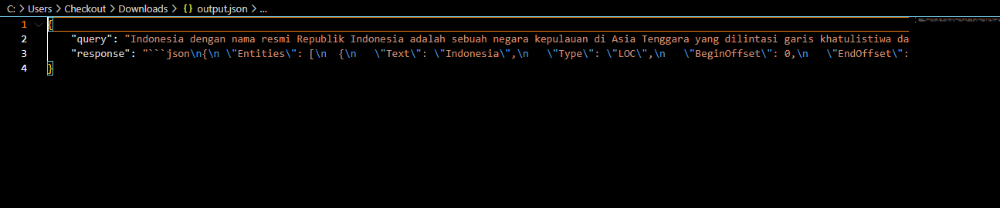 C: > Users > Checkout > Downloads > {} output.json > ...
1 {
2 "query": "Indonesia dengan nama resmi Republik Indonesia adalah sebuah negara kepulauan di Asia Tenggara yang dilintasi garis khatulistiwa da
3 "response": "```json\n{\n \"Entities\": [\n  {\n   \"Text\": \"Indonesia\",\n   \"Type\": \"LOC\",\n   \"BeginOffset\": 0,\n   \"EndOffset\":
4 }